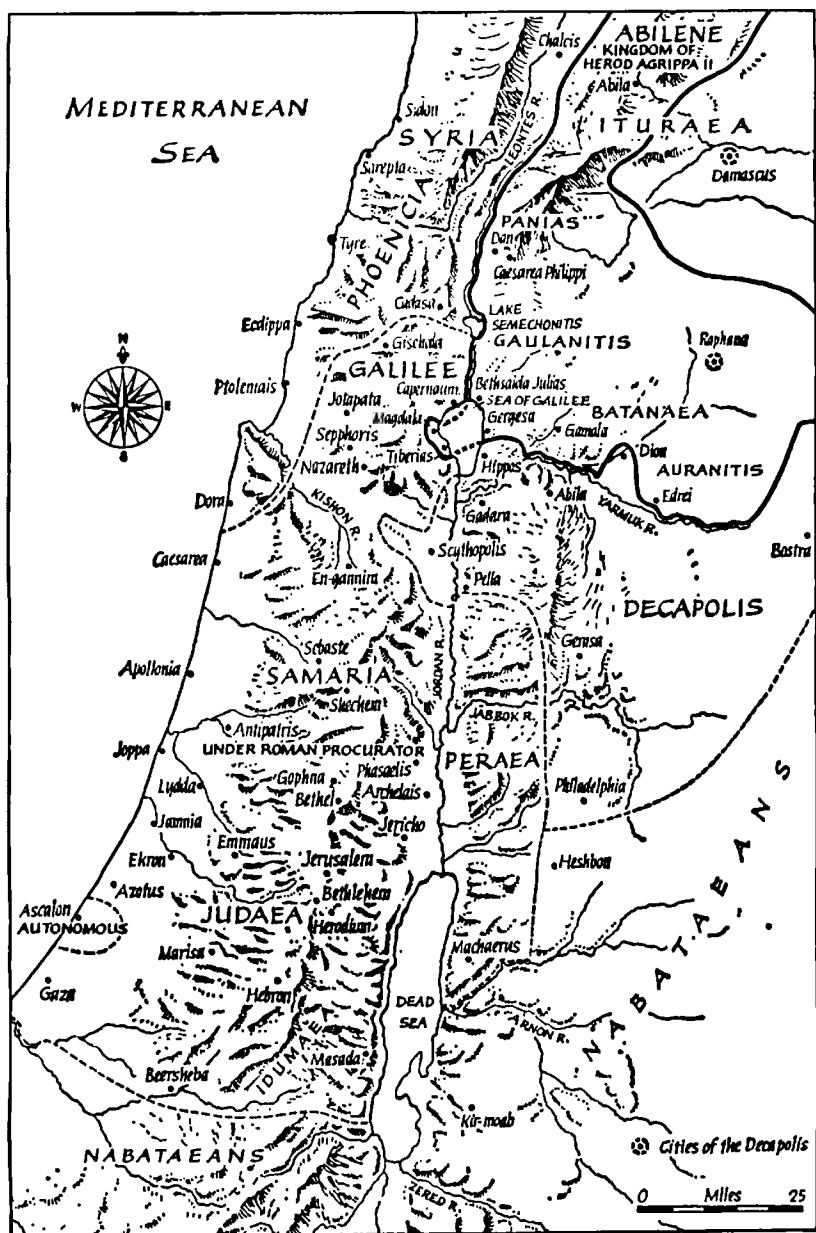 ABILENE
KINGDOM OF
HEROD AGRIPPA II
Chalcis
Abila
MEDITERRANEAN
SEA
Sidon
SYRIA
LEONTES R.
ITURAEA
Damascus
Sarepta
PHOENICIA
PANIAS
Dan
Caesarea Philippi
Tyre
Cadasa
Ecdippa
LAKE
SEMECHONITIS
GAULANITIS
Raphana
Gischala
GALILEE
N
W
E
S
Ptolemais
Jotapata
Capernaum
Bethsaida Julias
SEA OF GALILEE
BATANAEA
Magdala
Gergesa
Gamala
Sepphoris
Tiberias
Hippos
Dion
AURANITIS
Nazareth
Abila
Edrei
YARMUK R.
Dora
KISHON R.
Gadara
Bostra
Caesarea
Scythopolis
En-gannim
Pella
DECAPOLIS
Sebaste
Gerasa
Apollonia
SAMARIA
JORDAN R.
Shechem
JABBOK R.
Antipatris
Joppa
UNDER ROMAN PROCURATOR
PERAEA
Phasaelis
Lydda
Gophna
Archelais
Philadelphia
Bethel
Jamnia
Jericho
Emmaus
Ekron
Jerusalem
Heshbon
NABATAEANS
Azotus
Bethlehem
Ascalon
AUTONOMOUS
JUDAEA
Herodium
Marisa
Machaerus
Gaza
Hebron
DEAD
SEA
ARNON R.
IDUMAEA
Masada
Beersheba
Kir-moab
NABATAEANS
Cities of the Decapolis
ZERED R.
0 Miles 25